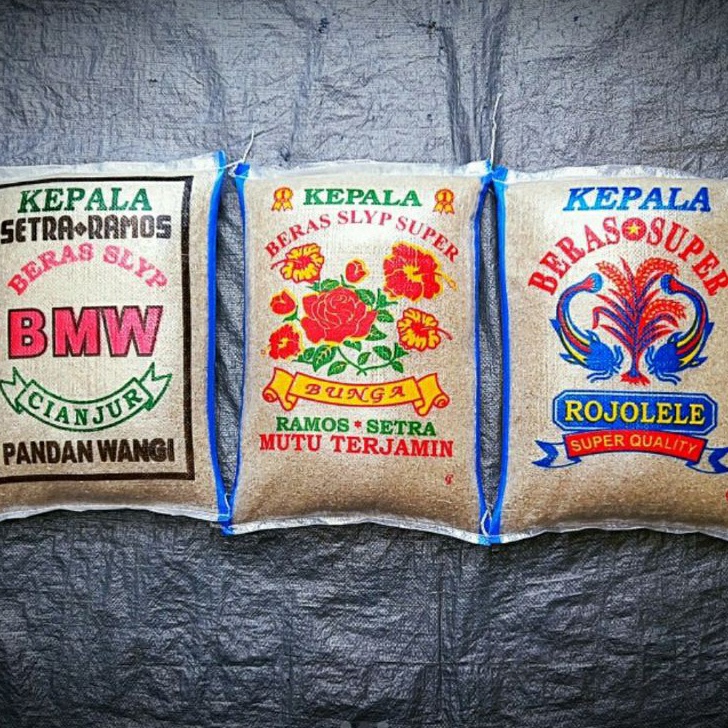 KEPALA
SETRA RAMOS
BERAS SLYP
BMW
CIANJUR
PANDAN WANGI
KEPALA
BERAS SLYP SUPER
BUNGA
RAMOS * SETRA
MUTU TERJAMIN
KEPALA
BERAS SUPER
ROJOLELE
SUPER QUALITY